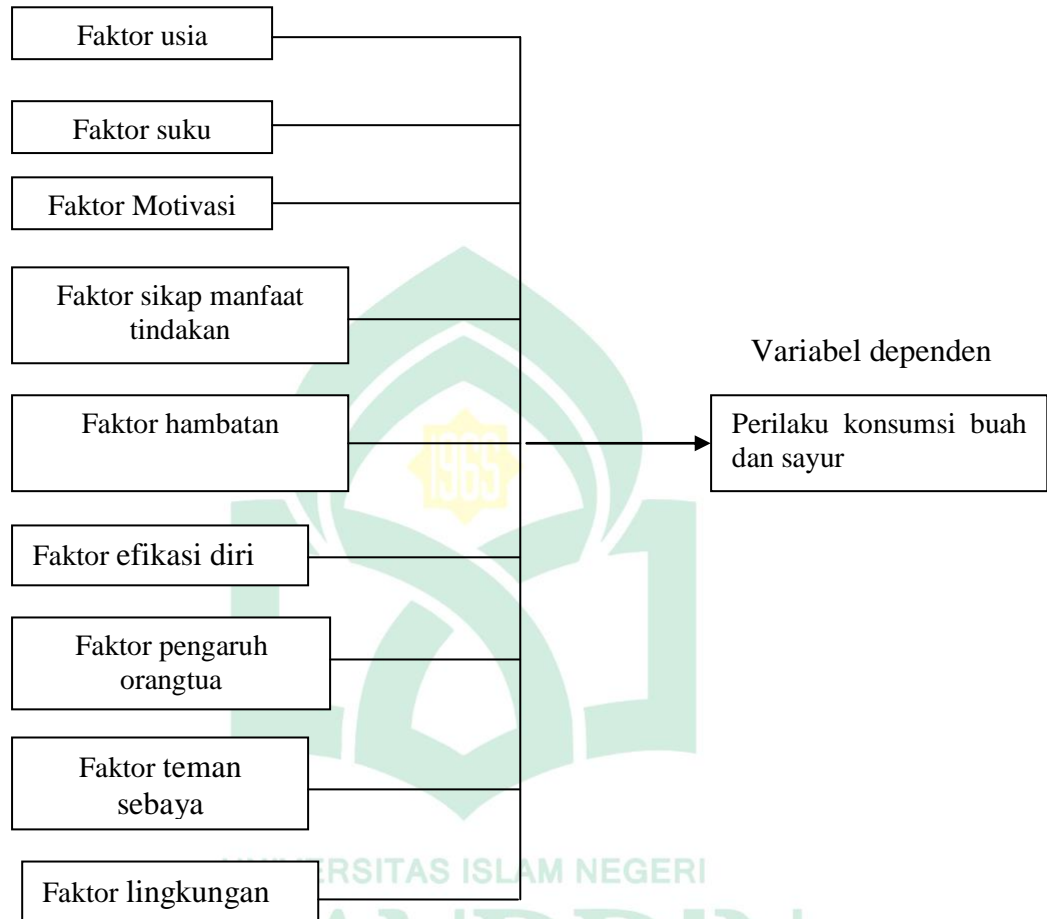 Faktor usia
Faktor suku
Faktor Motivasi
Faktor sikap manfaat
tindakan
Faktor hambatan
Faktor efikasi diri
Faktor pengaruh
orangtua
Faktor teman
sebaya
Faktor lingkungan
Variabel dependen
Perilaku konsumsi buah
dan sayur
1965
ERSITAS ISLAM NEGERI